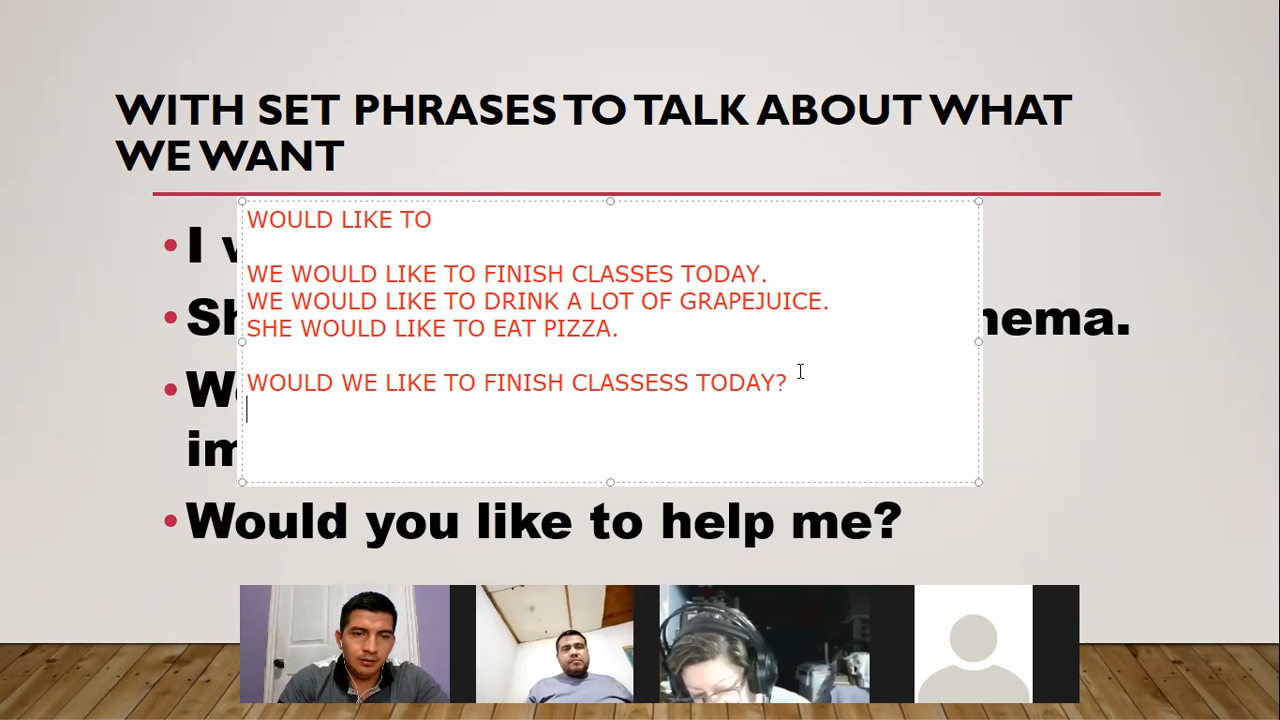 WITH SET PHRASES TO TALK ABOUT WHAT
WE WANT
WOULD LIKE TO
WE WOULD LIKE TO FINISH CLASSES TODAY.
WE WOULD LIKE TO DRINK A LOT OF GRAPEJUICE.
SHE WOULD LIKE TO EAT PIZZA.
WOULD WE LIKE TO FINISH CLASSESS TODAY?
• I
•
•
• Would you like to help me?